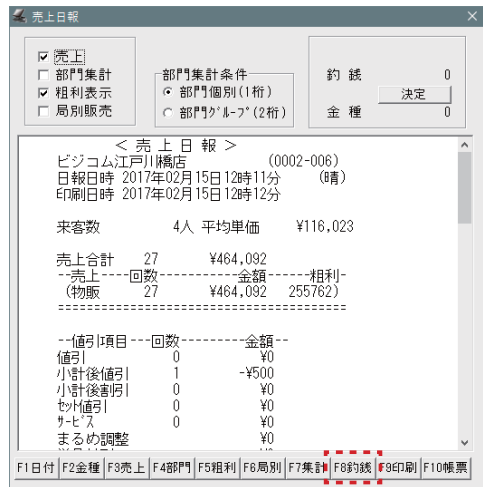 売上日報
売上
部門集計
粗利表示
局別販売
部門集計条件
部門個別(1桁)
部門ｸﾞﾙｰﾌﾟ(2桁)
釣 銭 0
決定
金 種 0
< 売 上 日 報 >
ビジコム江戸川橋店 (0002-006)
日報日時 2017年02月15日12時11分 (晴)
印刷日時 2017年02月15日12時12分
来客数 4人 平均単価 ¥116,023
売上合計 27 ¥464,092
--売上----回数-----------金額------粗利-
(物販 27 ¥464,092 255762)
========================================
--値引項目---回数---------金額--
値引 0 ¥0
小計後値引 1 -¥500
小計後割引 0 ¥0
ｾｯﾄ値引 0 ¥0
ｻｰﾋﾞｽ 0 ¥0
まるめ調整 ¥0
F1日付 F2金種 F3売上 F4部門 F5粗利 F6局別 F7集計 F8釣銭 F9印刷 F10帳票